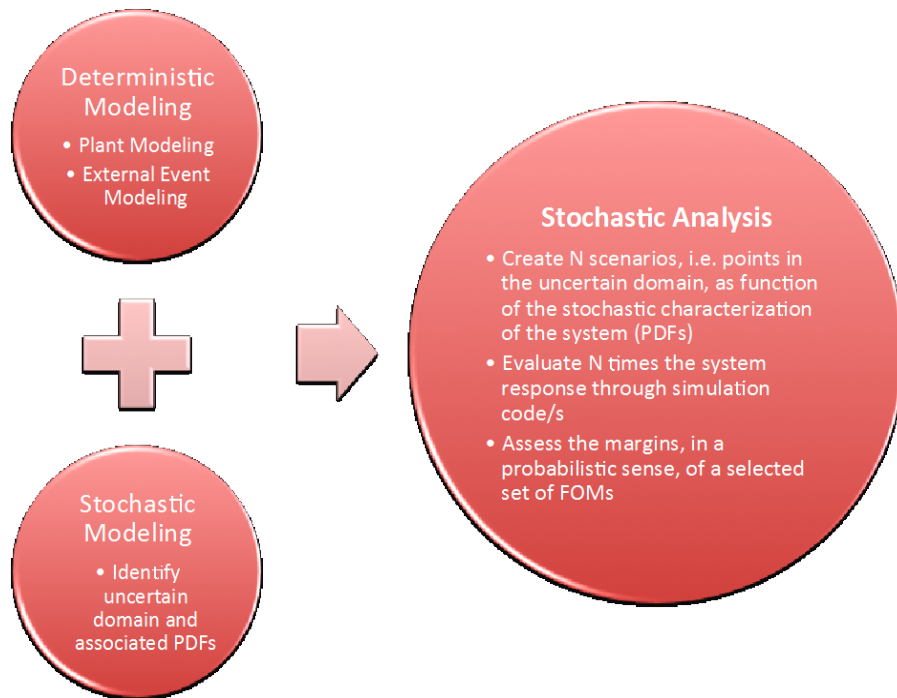 Deterministic
Modeling
• Plant Modeling
• External Event
Modeling
Stochastic
Modeling
• Identify
uncertain
domain and
associated PDFs
Stochastic Analysis
• Create N scenarios, i.e. points
in the uncertain domain, as function
of the stochastic characterization
of the system (PDFs)
• Evaluate N times the system
response through simulation
code/s
• Assess the margins, in a
probabilistic sense, of a selected
set of FOMs